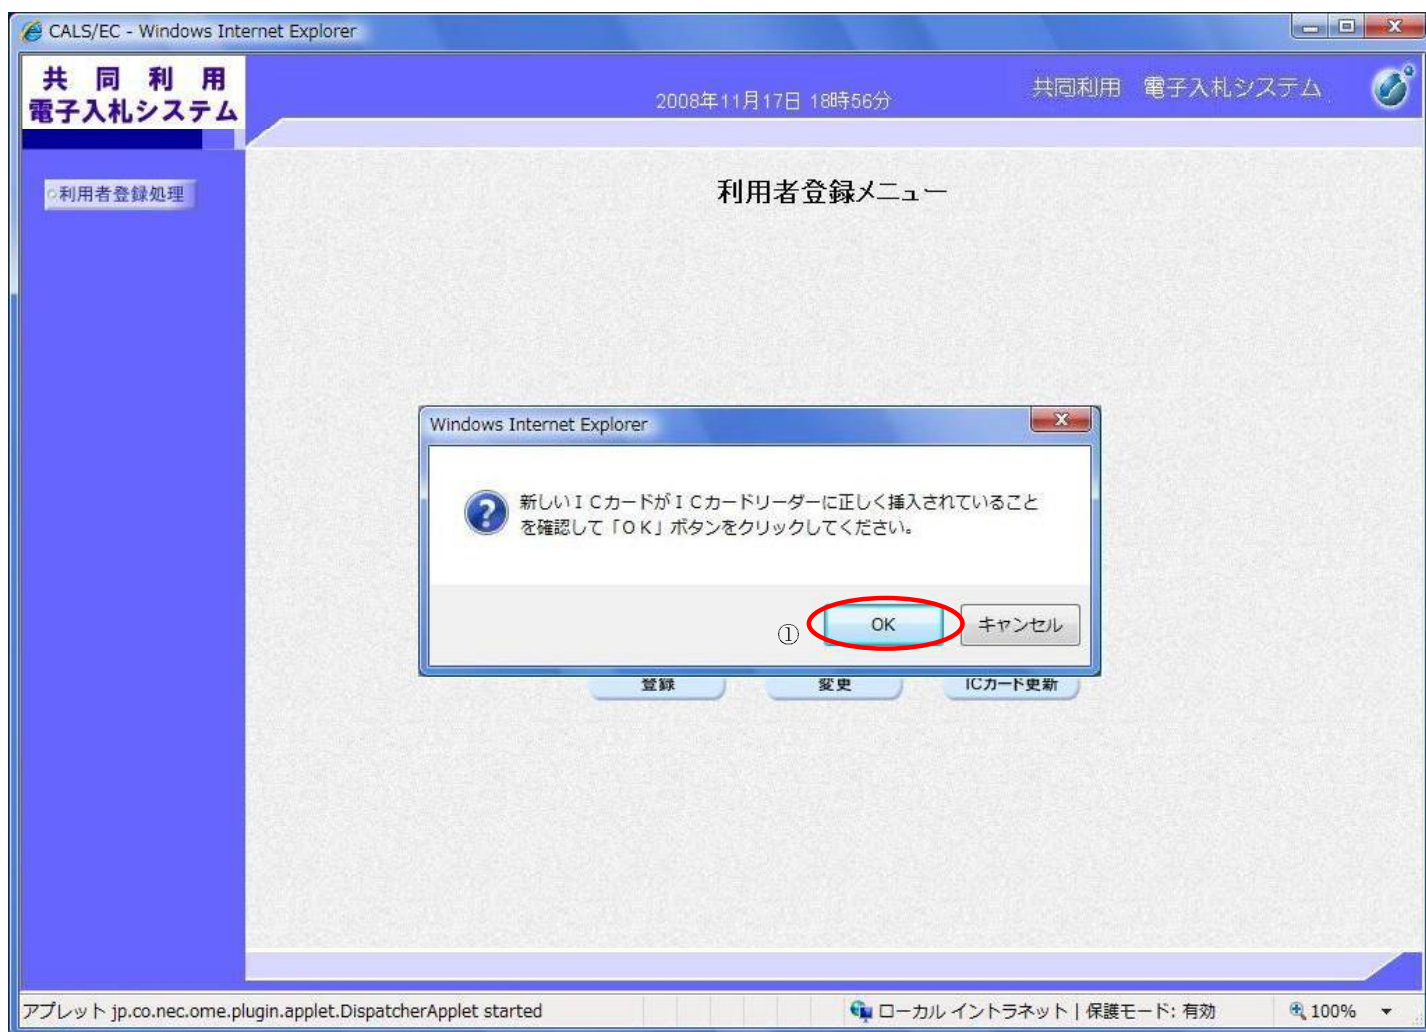 CALS/EC - Windows Internet Explorer
共同利用
電子入札システム
2008年11月17日 18時56分
共同利用 電子入札システム
利用者登録処理
利用者登録メニュー
Windows Internet Explorer
新しいＩＣカードがＩＣカードリーダーに正しく挿入されていること
を確認して「ＯＫ」ボタンをクリックしてください。
①
OK
キャンセル
登録
変更
ICカード更新
アプレット jp.co.nec.ome.plugin.applet.DispatcherApplet started
ローカル イントラネット | 保護モード: 有効
100%